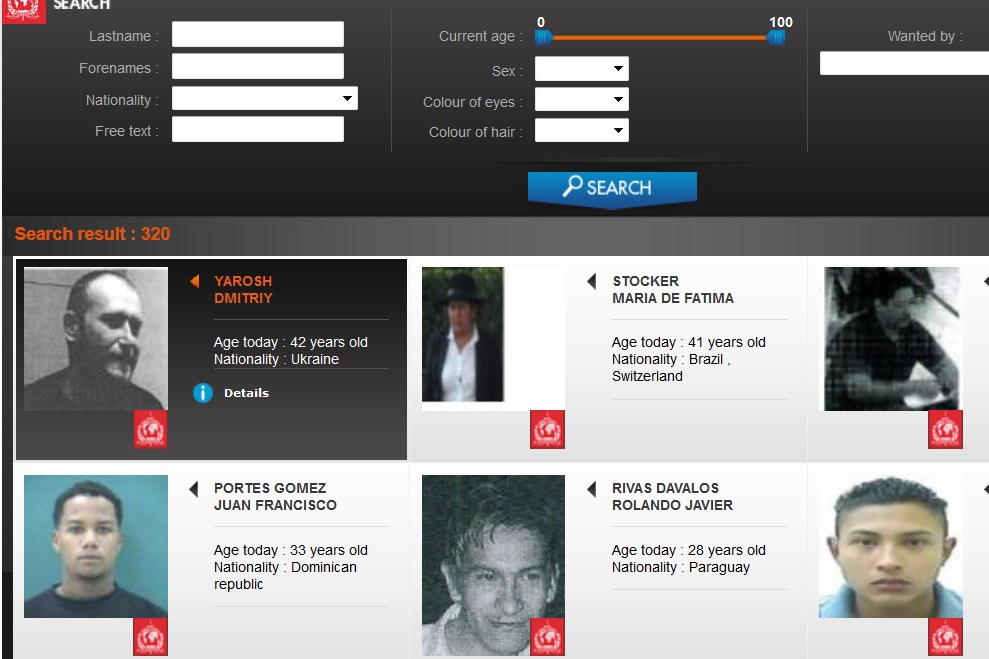 SEARCH
Lastname :
Forenames :
Nationality :
Free text :
Current age :
0
100
Sex :
Colour of eyes :
Colour of hair :
Wanted by :
SEARCH
Search result : 320
YAROSH
DMITRIY
Age today : 42 years old
Nationality : Ukraine
Details
STOCKER
MARIA DE FATIMA
Age today : 41 years old
Nationality : Brazil ,
Switzerland
PORTES GOMEZ
JUAN FRANCISCO
Age today : 33 years old
Nationality : Dominican
republic
RIVAS DAVALOS
ROLANDO JAVIER
Age today : 28 years old
Nationality : Paraguay